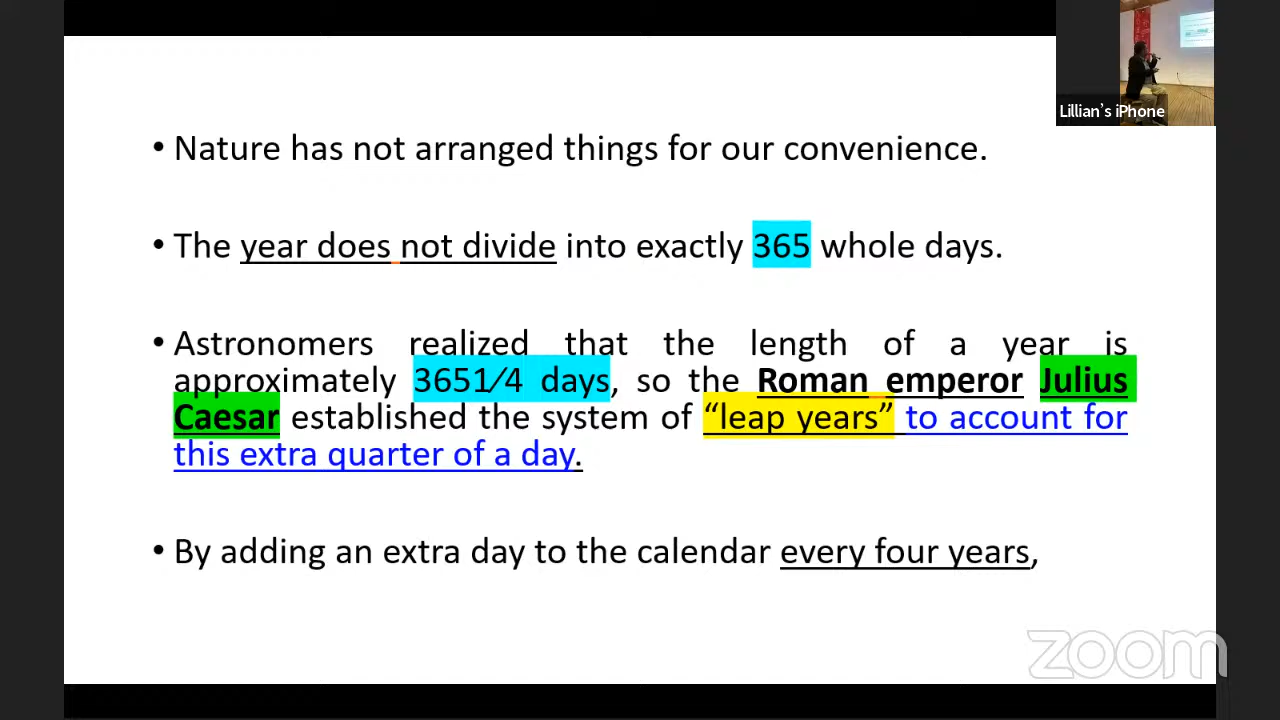 Lillian's iPhone
• Nature has not arranged things for our convenience.
• The year does not divide into exactly 365 whole days.
• Astronomers realized that the length of a year is
approximately 3651⁄4 days, so the Roman emperor Julius
Caesar established the system of “leap years” to account for
this extra quarter of a day.
• By adding an extra day to the calendar every four years,
zoom